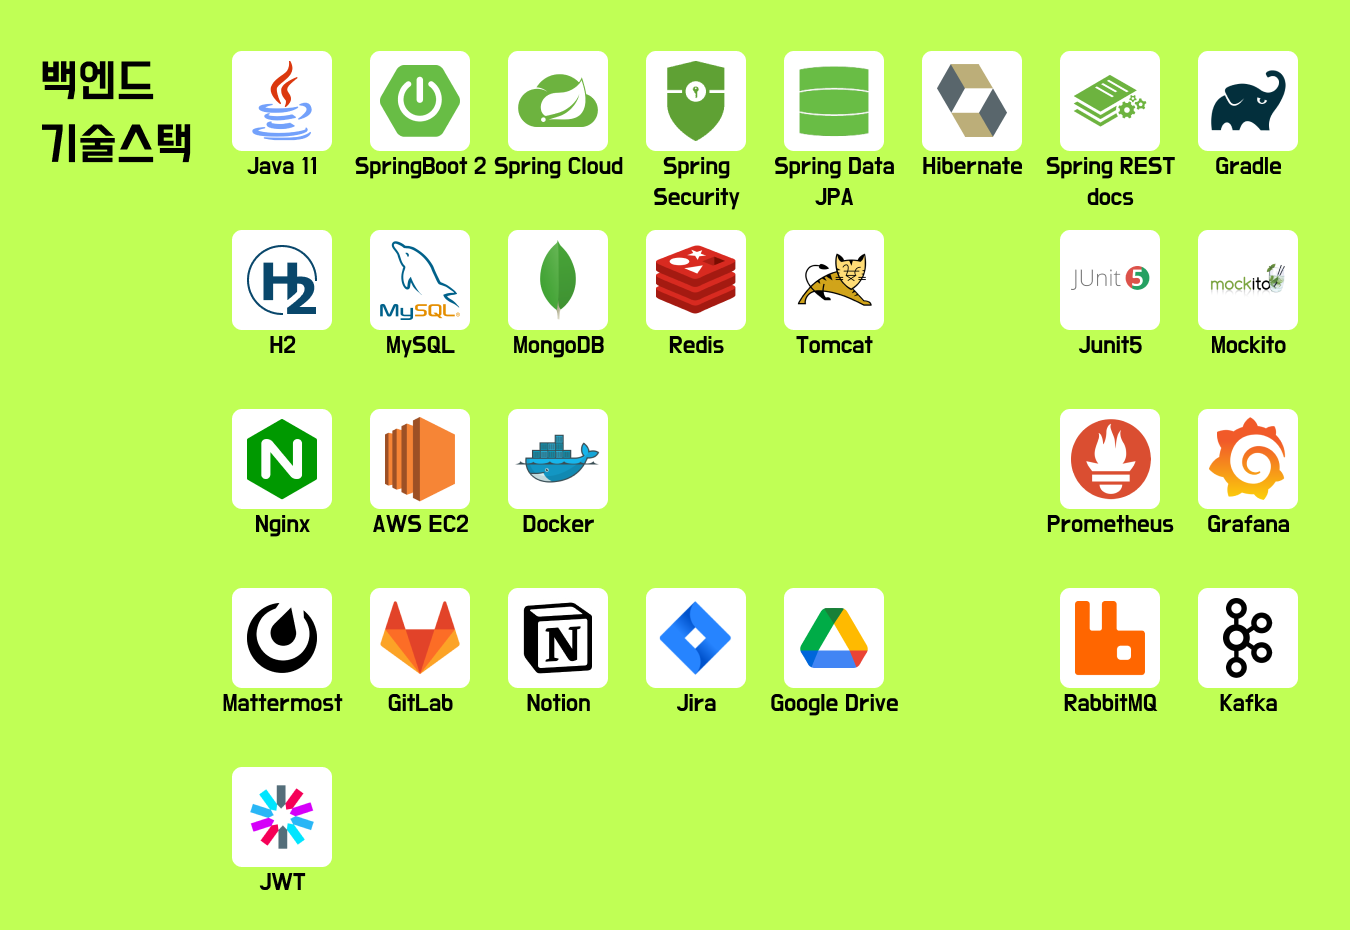 백엔드
기술스택
Java 11
SpringBoot 2
Spring Cloud
Spring
Security
Spring Data
JPA
Hibernate
Spring REST
docs
Gradle
H2
MySQL
JUnit 5
mockito
H2
MySQL
MongoDB
Redis
Tomcat
Junit5
Mockito
N
Nginx
AWS EC2
Docker
Prometheus
Grafana
N
Mattermost
GitLab
Notion
Jira
Google Drive
RabbitMQ
Kafka
JWT